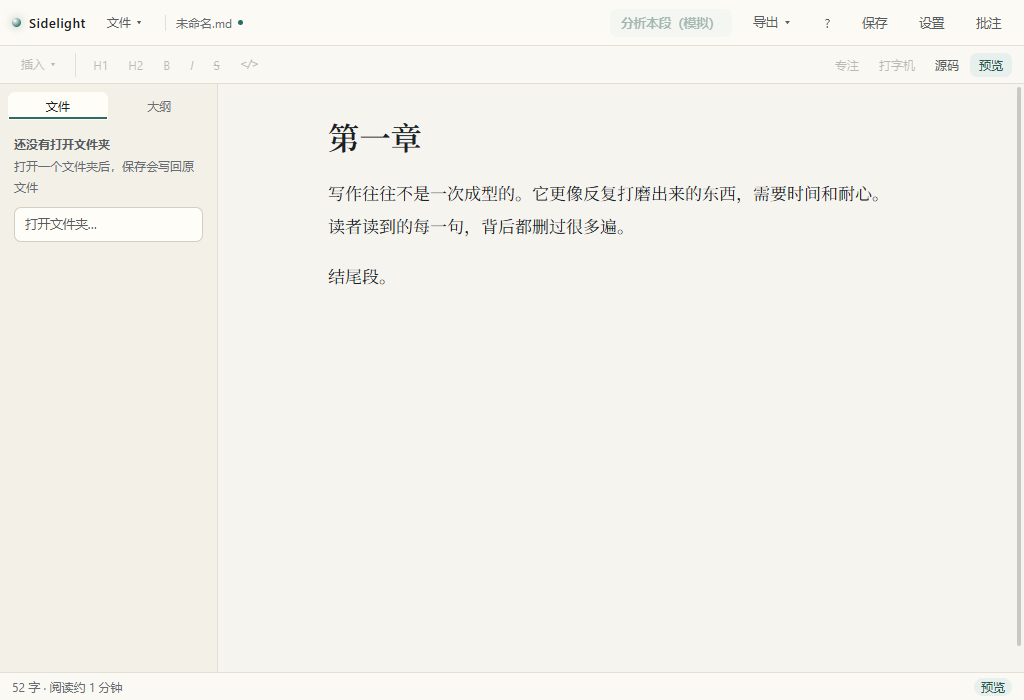 Sidelight 文件 未命名.md 分析本段（模拟） 导出 ? 保存 设置 批注
插入 H1 H2 B I S </> 专注 打字机 源码 预览
文件 大纲
还没有打开文件夹
打开一个文件夹后，保存会写回原
文件
打开文件夹...
第一章
写作往往不是一次成型的。它更像反复打磨出来的东西，需要时间和耐心。
读者读到的每一句，背后都删过很多遍。
结尾段。
52 字 · 阅读约 1 分钟 预览